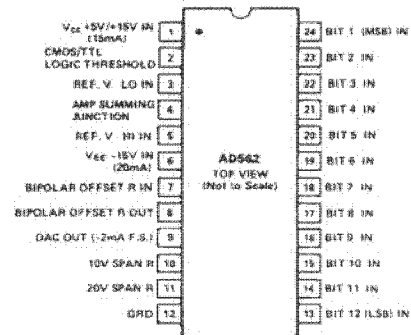 VCC +5V/+15V IN
(15mA)
1
CMOS/TTL
LOGIC THRESHOLD
2
REF. V LO IN
3
AMP SUMMING
JUNCTION
4
REF. V HI IN
5
VEE -15V IN
(20mA)
6
BIPOLAR OFFSET R IN
7
BIPOLAR OFFSET R OUT
8
DAC OUT (-2mA F.S.)
9
10V SPAN R
10
20V SPAN R
11
GRD
12
AD562
TOP VIEW
(Not to Scale)
24 BIT 1 (MSB) IN
23 BIT 2 IN
22 BIT 3 IN
21 BIT 4 IN
20 BIT 5 IN
19 BIT 6 IN
18 BIT 7 IN
17 BIT 8 IN
16 BIT 9 IN
15 BIT 10 IN
14 BIT 11 IN
13 BIT 12 (LSB) IN